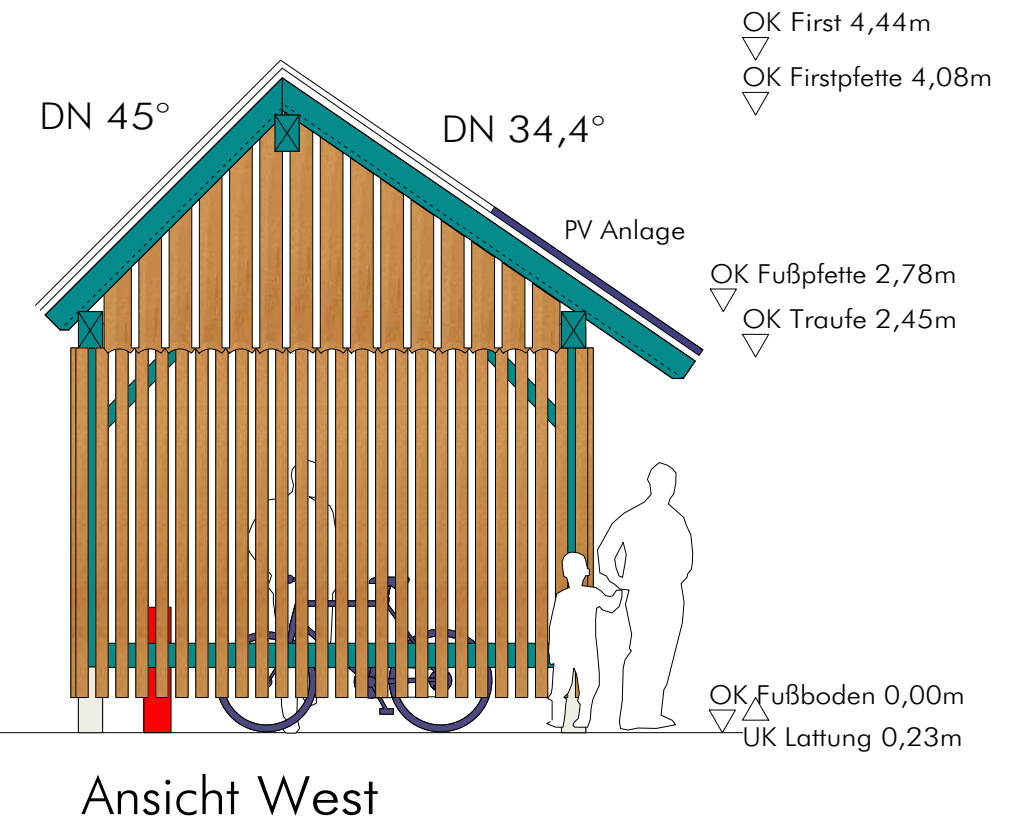 OK First 4,44m
OK Firstpfette 4,08m
DN 45°
DN 34,4°
PV Anlage
OK Fußpfette 2,78m
OK Traufe 2,45m
OK Fußboden 0,00m
UK Lattung 0,23m
Ansicht West